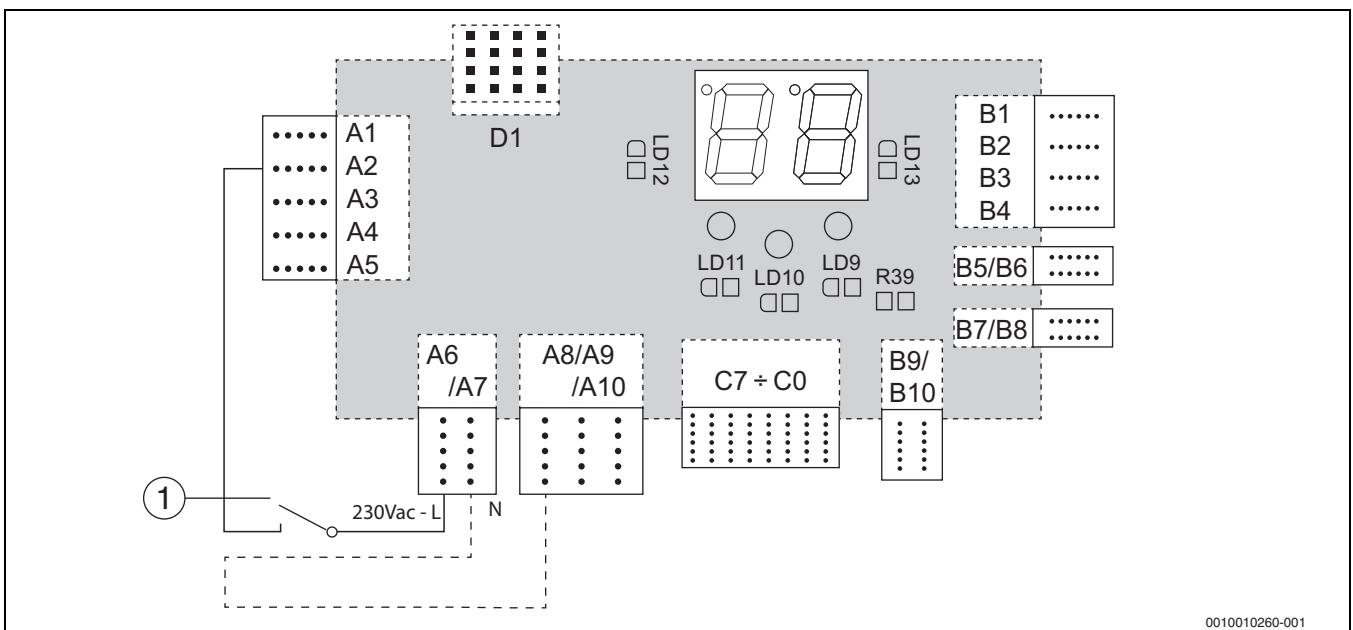 D1
A1
A2
A3
A4
A5
LD12
LD13
B1
B2
B3
B4
LD11
LD10
LD9
R39
B5/B6
B7/B8
A6
/A7
A8/A9
/A10
C7 ÷ C0
B9/
B10
1
230Vac - L
N
0010010260-001